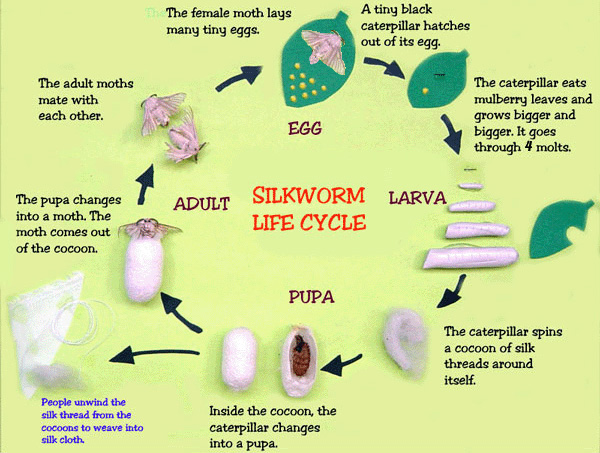 The female moth lays
many tiny eggs.
A tiny black
caterpillar hatches
out of its egg.
The adult moths
mate with
each other.
EGG
The caterpillar eats
mulberry leaves and
grows bigger and
bigger. It goes
through 4 molts.
The pupa changes
into a moth. The
moth comes out
of the cocoon.
ADULT
SILKWORM
LIFE CYCLE
LARVA
PUPA
The caterpillar spins
a cocoon of silk
threads around
itself.
People unwind the
silk thread from the
cocoons to weave into
silk cloth.
Inside the cocoon, the
caterpillar changes
into a pupa.